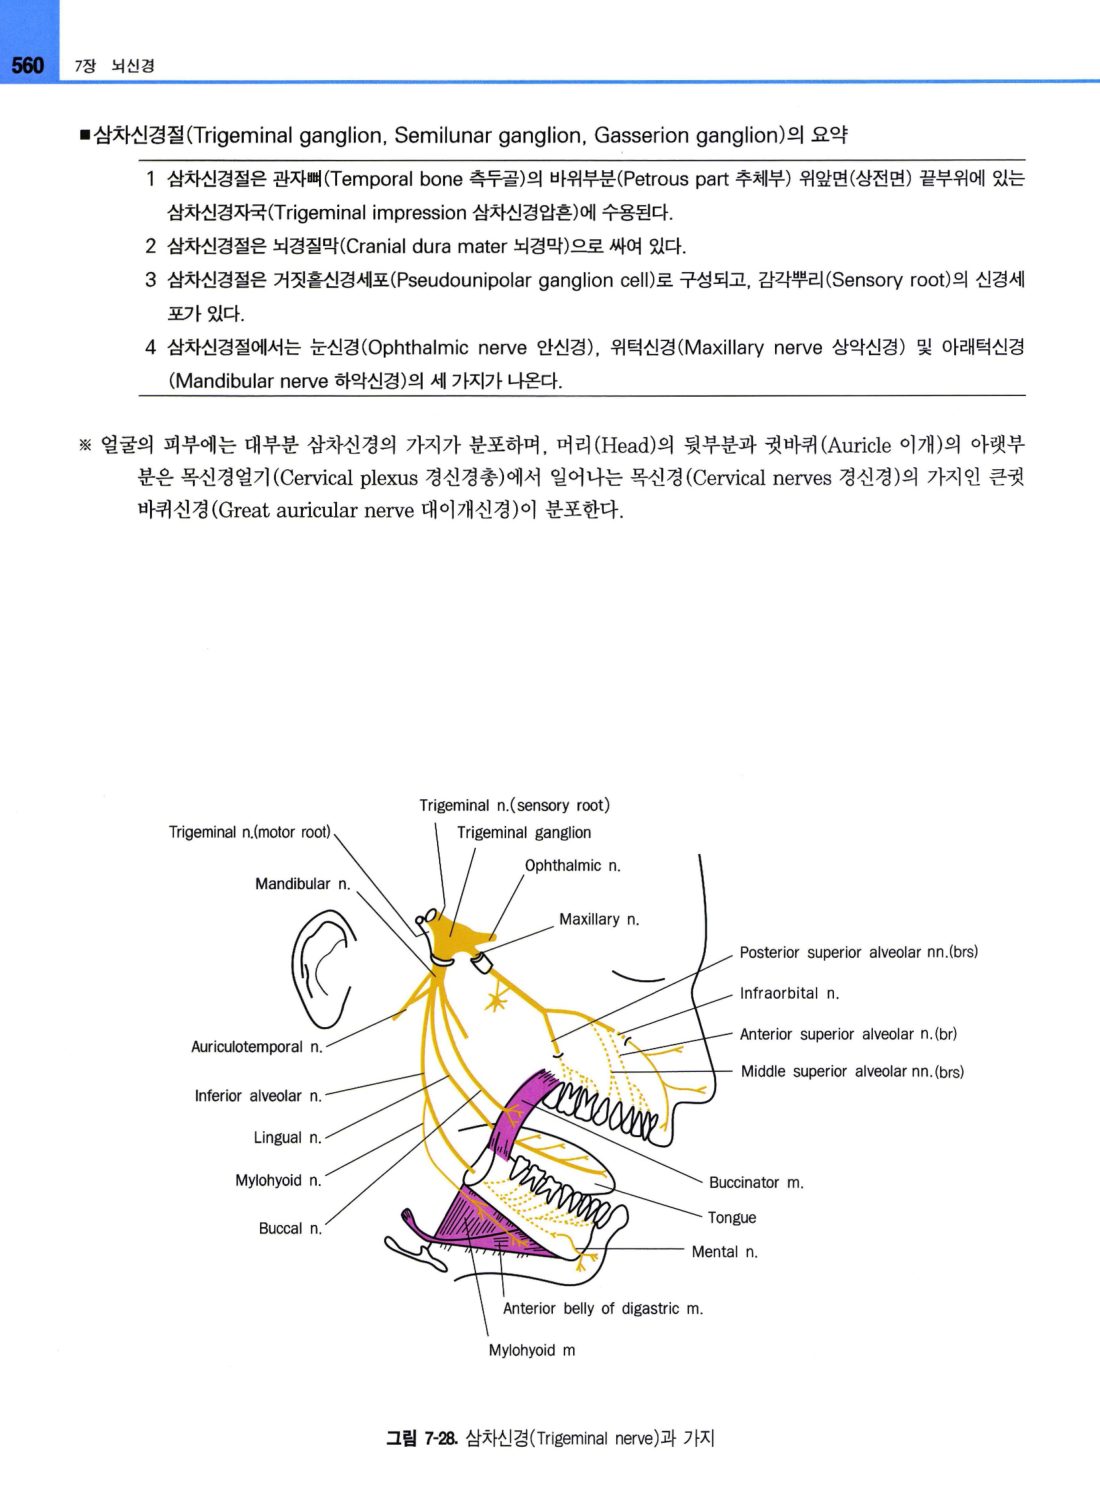 560 7장 뇌신경
■삼차신경절(Trigeminal ganglion, Semilunar ganglion, Gasserion ganglion)의 요약
1 삼차신경절은 관자뼈(Temporal bone 측두골)의 바위부분(Petrous part 추체부) 위앞면(상전면) 끝부위에 있는
삼차신경자국(Trigeminal impression 삼차신경압흔)에 수용된다.
2 삼차신경절은 뇌경질막(Cranial dura mater 뇌경막)으로 싸여 있다.
3 삼차신경절은 거짓홑신경세포(Pseudounipolar ganglion cell)로 구성되고, 감각뿌리(Sensory root)의 신경세
포가 있다.
4 삼차신경절에서는 눈신경(Ophthalmic nerve 안신경), 위턱신경(Maxillary nerve 상악신경) 및 아래턱신경
(Mandibular nerve 하악신경)의 세 가지가 나온다.
※ 얼굴의 피부에는 대부분 삼차신경의 가지가 분포하며, 머리(Head)의 뒷부분과 귓바퀴(Auricle 이개)의 아랫부
분은 목신경얼기(Cervical plexus 경신경총)에서 일어나는 목신경(Cervical nerves 경신경)의 가지인 큰귓
바퀴신경(Great auricular nerve 대이개신경)이 분포한다.
Trigeminal n.(sensory root)
Trigeminal n.(motor root)
Trigeminal ganglion
Ophthalmic n.
Mandibular n.
Maxillary n.
Posterior superior alveolar nn.(brs)
Infraorbital n.
Anterior superior alveolar n.(br)
Auriculotemporal n.
Middle superior alveolar nn.(brs)
Inferior alveolar n.
Lingual n.
Mylohyoid n.
Buccinator m.
Tongue
Buccal n.
Mental n.
Anterior belly of digastric m.
Mylohyoid m
그림 7-28. 삼차신경(Trigeminal nerve)과 가지